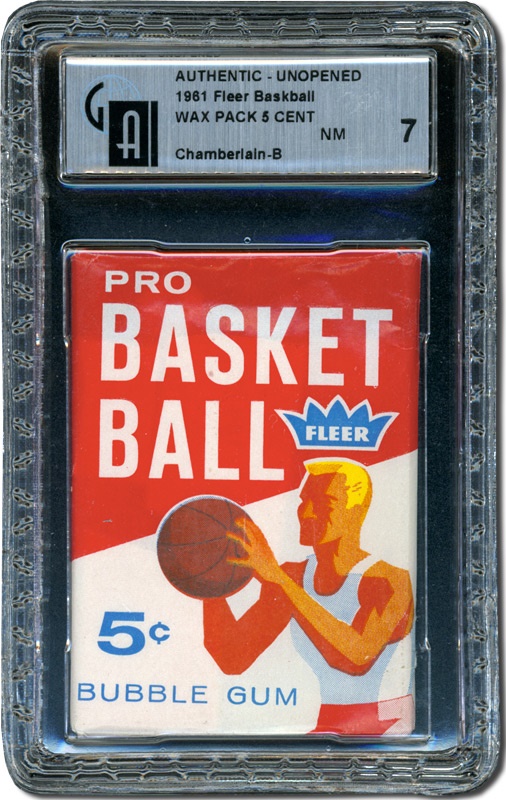 AUTHENTIC - UNOPENED
1961 Fleer Baskball
WAX PACK 5 CENT
NM 7
Chamberlain-B
GAI
PRO
BASKET
BALL
FLEER
5¢
BUBBLE GUM